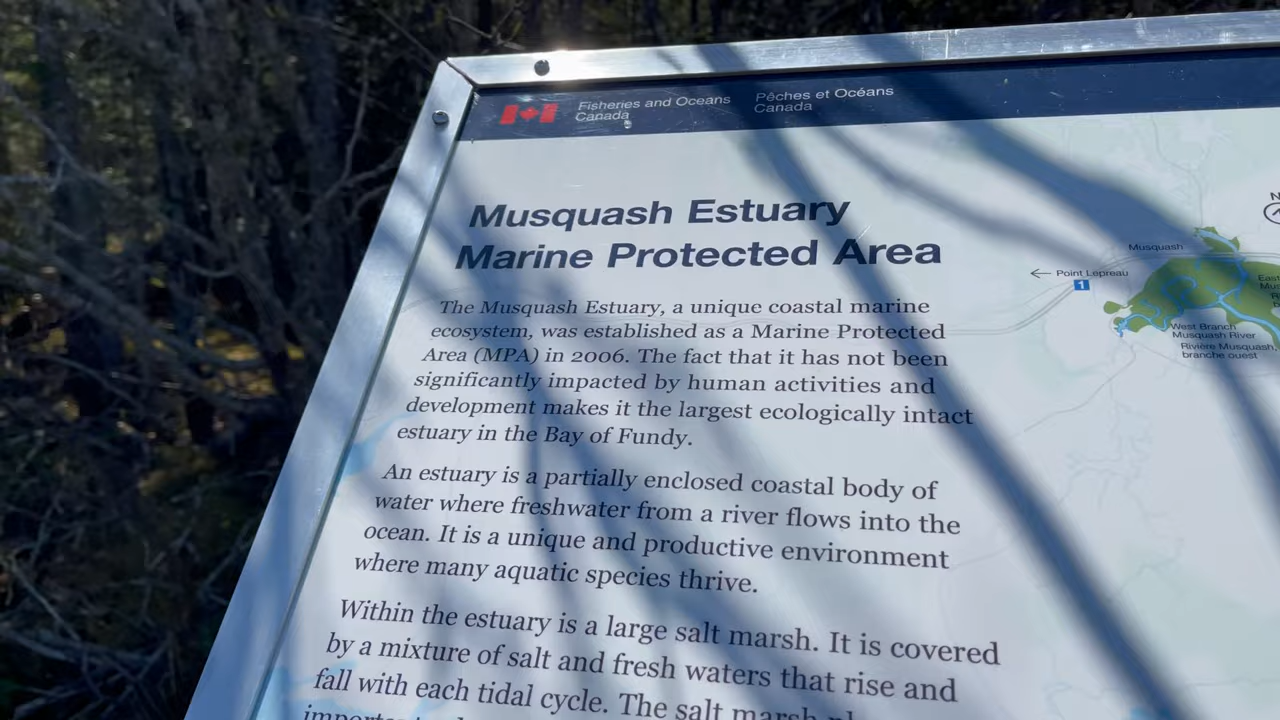 Fisheries and Oceans
Canada
Pêches et Océans
Canada
Musquash Estuary
Marine Protected Area
The Musquash Estuary, a unique coastal marine
ecosystem, was established as a Marine Protected
Area (MPA) in 2006. The fact that it has not been
significantly impacted by human activities and
development makes it the largest ecologically intact
estuary in the Bay of Fundy.
An estuary is a partially enclosed coastal body of
water where freshwater from a river flows into the
ocean. It is a unique and productive environment
where many aquatic species thrive.
Within the estuary is a large salt marsh. It is covered
by a mixture of salt and fresh waters that rise and
fall with each tidal cycle. The salt marsh
N
Musquash
Point Lepreau
1
East
West Branch
Musquash River
Rivière Musquash,
branche ouest